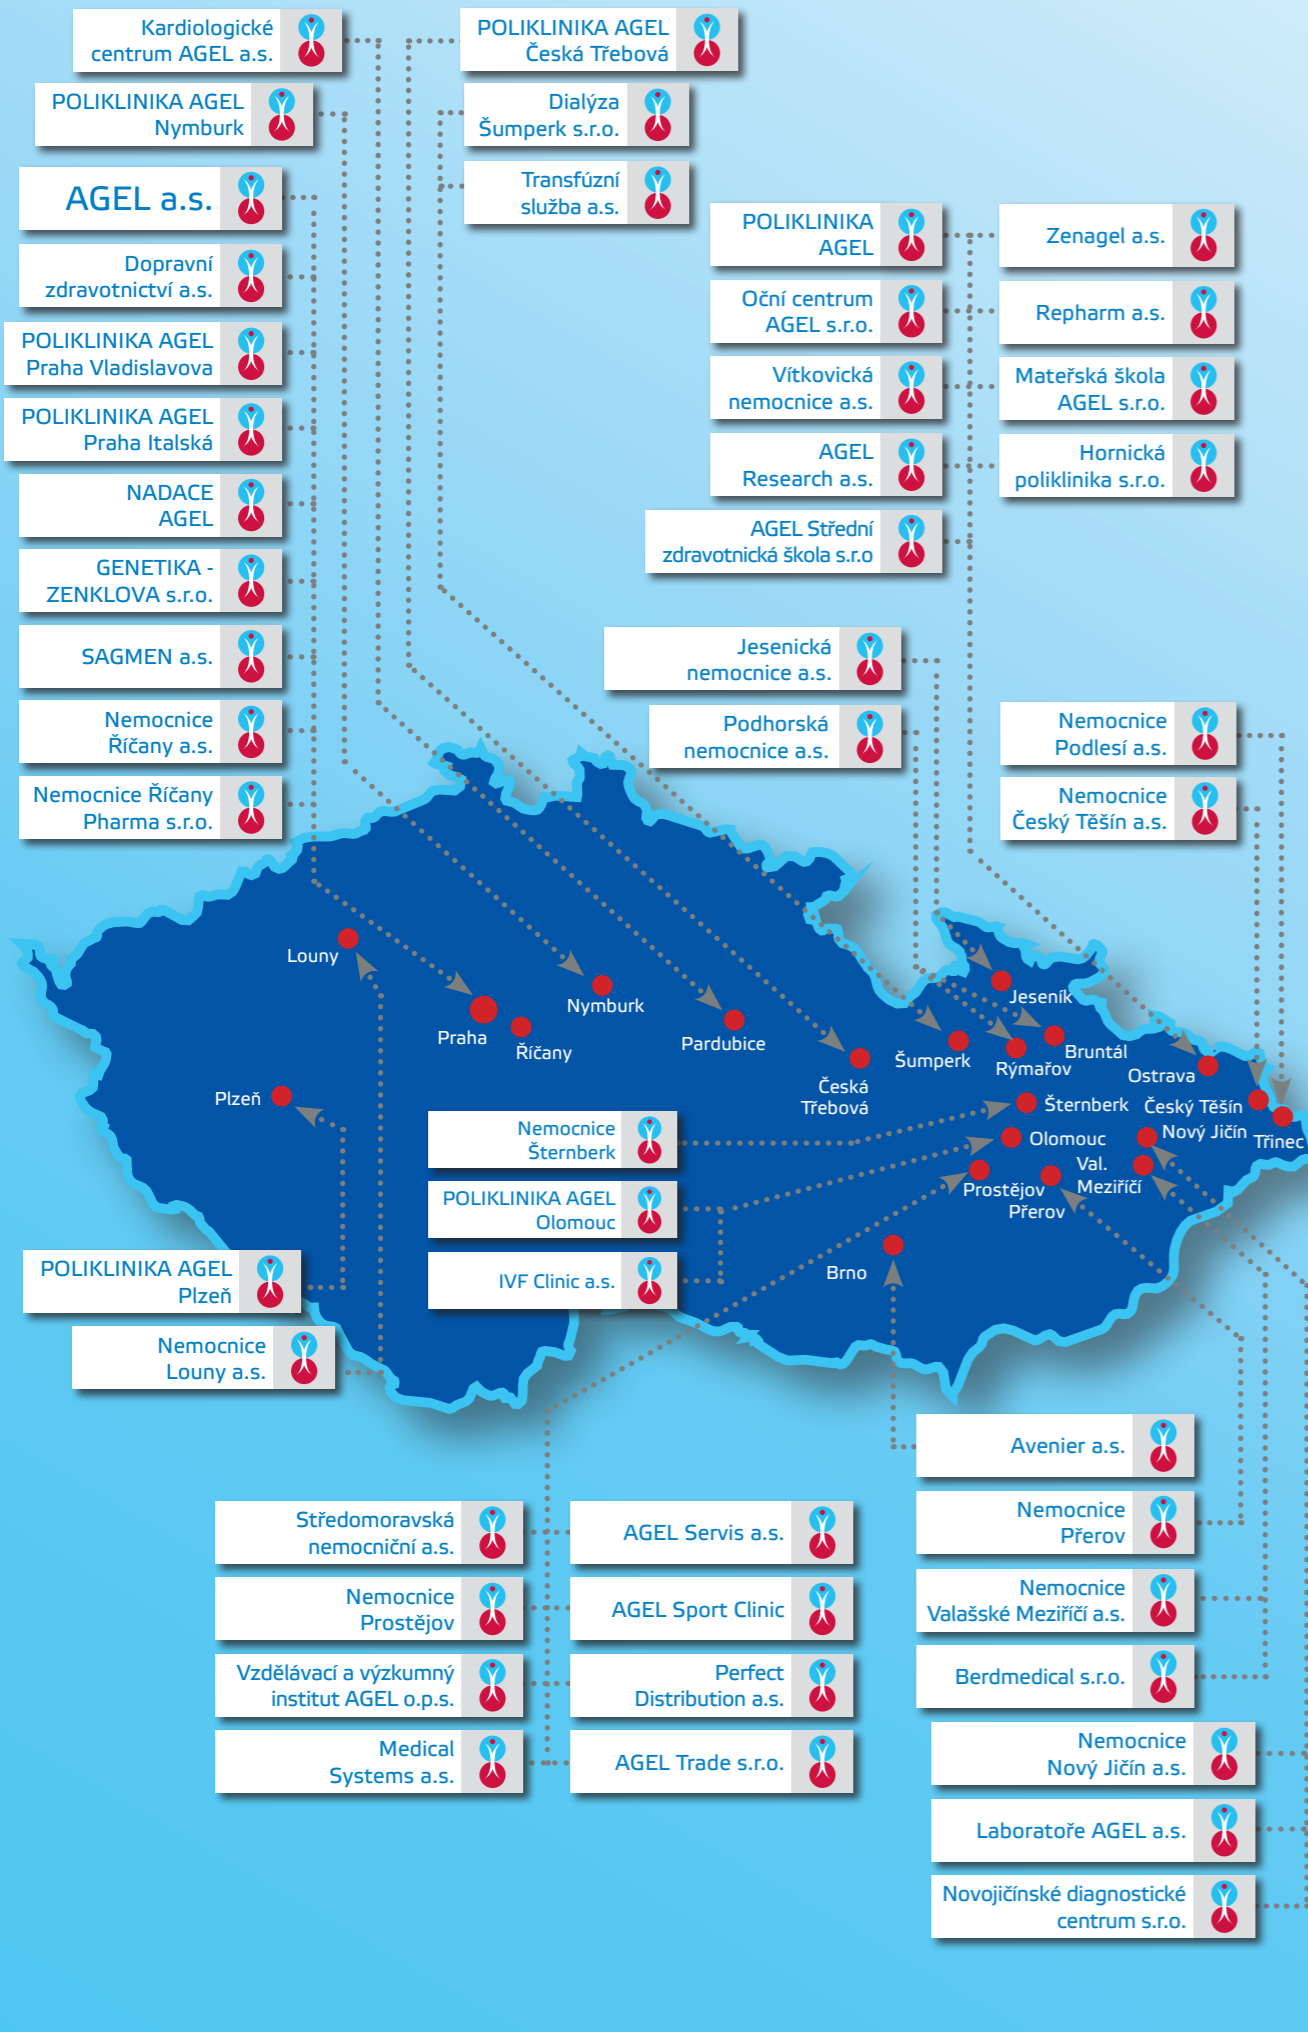 Kardiologické
centrum AGEL a.s.
POLIKLINIKA AGEL
Česká Třebová
POLIKLINIKA AGEL
Nymburk
Dialýza
Šumperk s.r.o.
AGEL a.s.
Transfúzní
služba a.s.
Dopravní
zdravotnictví a.s.
POLIKLINIKA AGEL
Praha Vladislavova
POLIKLINIKA AGEL
Praha Italská
NADACE
AGEL
GENETIKA -
ZENKLOVA s.r.o.
SAGMEN a.s.
Nemocnice
Říčany a.s.
Nemocnice Říčany
Pharma s.r.o.
POLIKLINIKA
AGEL
Oční centrum
AGEL s.r.o.
Vítkovická
nemocnice a.s.
AGEL
Research a.s.
AGEL Střední
zdravotnická škola s.r.o
Zenagel a.s.
Repharm a.s.
Mateřská škola
AGEL s.r.o.
Hornická
poliklinika s.r.o.
Jesenická
nemocnice a.s.
Podhorská
nemocnice a.s.
Nemocnice
Podlesí a.s.
Nemocnice
Český Těšín a.s.
Louny
Praha
Říčany
Nymburk
Pardubice
Plzeň
Česká
Třebová
Šumperk
Jeseník
Rýmařov
Bruntál
Ostrava
Šternberk
Český Těšín
Olomouc
Nový Jičín
Třinec
Val.
Meziříčí
Prostějov
Přerov
Brno
Nemocnice
Šternberk
POLIKLINIKA AGEL
Olomouc
IVF Clinic a.s.
POLIKLINIKA AGEL
Plzeň
Nemocnice
Louny a.s.
Středomoravská
nemocniční a.s.
Nemocnice
Prostějov
Vzdělávací a výzkumný
institut AGEL o.p.s.
Medical
Systems a.s.
AGEL Servis a.s.
AGEL Sport Clinic
Perfect
Distribution a.s.
AGEL Trade s.r.o.
Avenier a.s.
Nemocnice
Přerov
Nemocnice
Valašské Meziříčí a.s.
Berdmedical s.r.o.
Nemocnice
Nový Jičín a.s.
Laboratoře AGEL a.s.
Novojičínské diagnostické
centrum s.r.o.